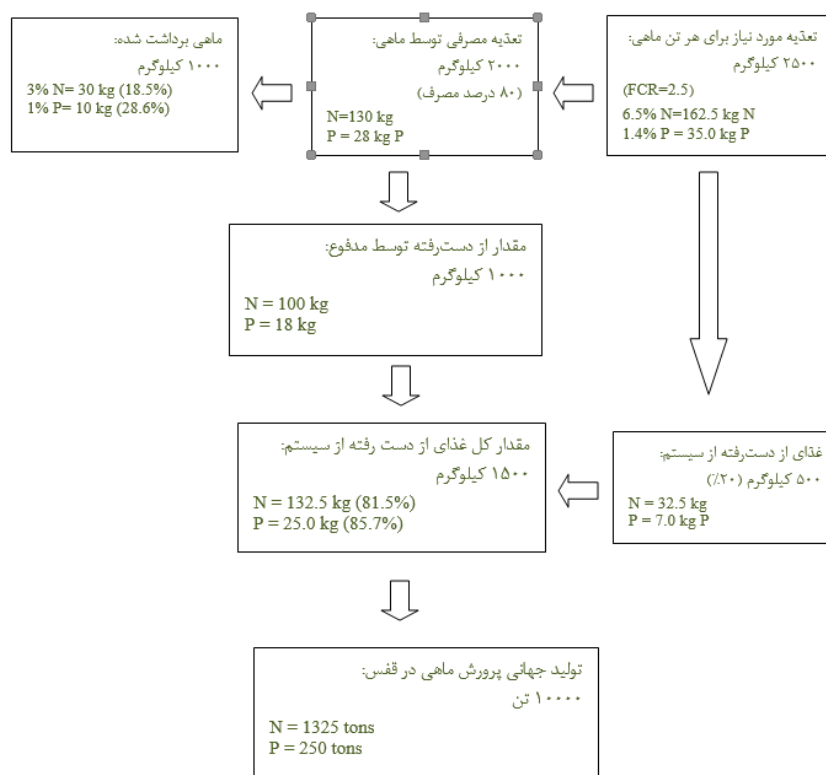 تعذیه مورد نیاز برای هر تن ماهی:
۲۵۰۰ کیلوگرم
(FCR=2.5)
6.5% N=162.5 kg N
1.4% P = 35.0 kg P
تعذیه مصرفی توسط ماهی:
۲۰۰۰ کیلوگرم
(۸۰ درصد مصرف)
N=130 kg
P = 28 kg P
ماهی برداشت شده:
۱۰۰۰ کیلوگرم
3% N= 30 kg (18.5%)
1% P= 10 kg (28.6%)
مقدار از دست‌رفته توسط مدفوع:
۱۰۰۰ کیلوگرم
N = 100 kg
P = 18 kg
غذای از دست‌رفته از سیستم:
۵۰۰ کیلوگرم (۲۰٪)
N = 32.5 kg
P = 7.0 kg P
مقدار کل غذای از دست رفته از سیستم:
۱۵۰۰ کیلوگرم
N = 132.5 kg (81.5%)
P = 25.0 kg (85.7%)
تولید جهانی پرورش ماهی در قفس:
۱۰۰۰۰ تن
N = 1325 tons
P = 250 tons